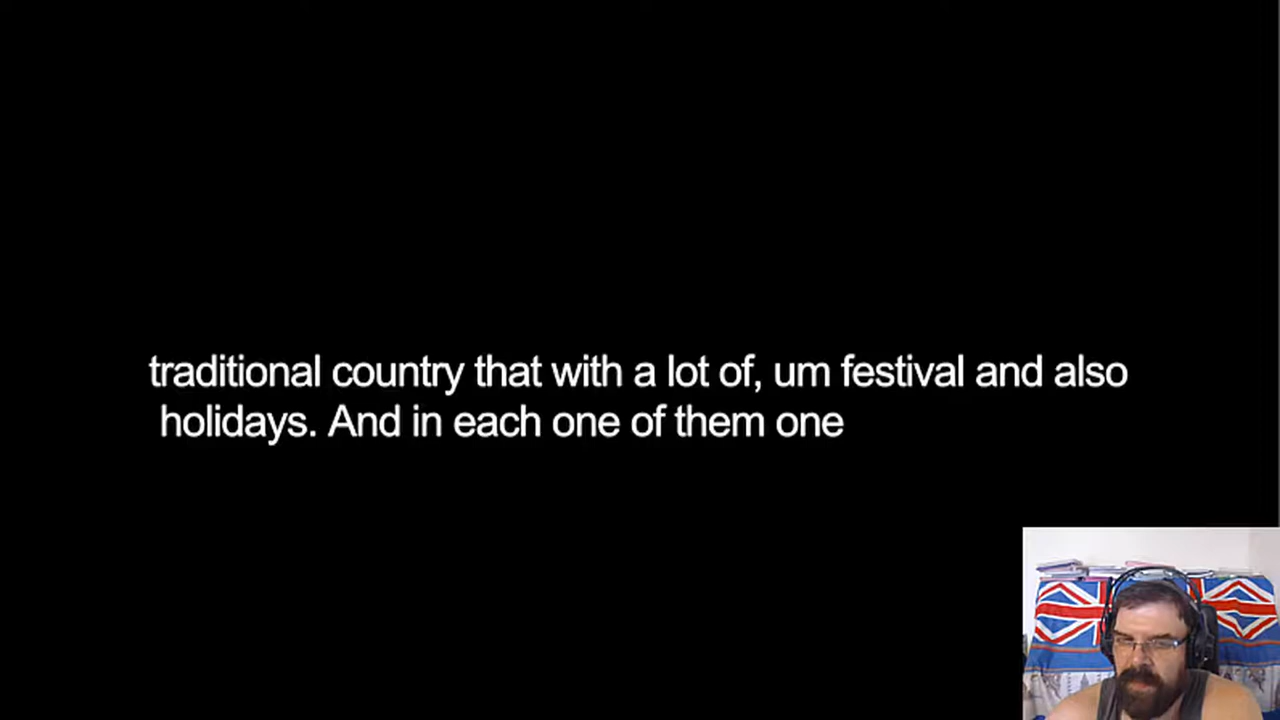 traditional country that with a lot of, um festival and also
holidays. And in each one of them one